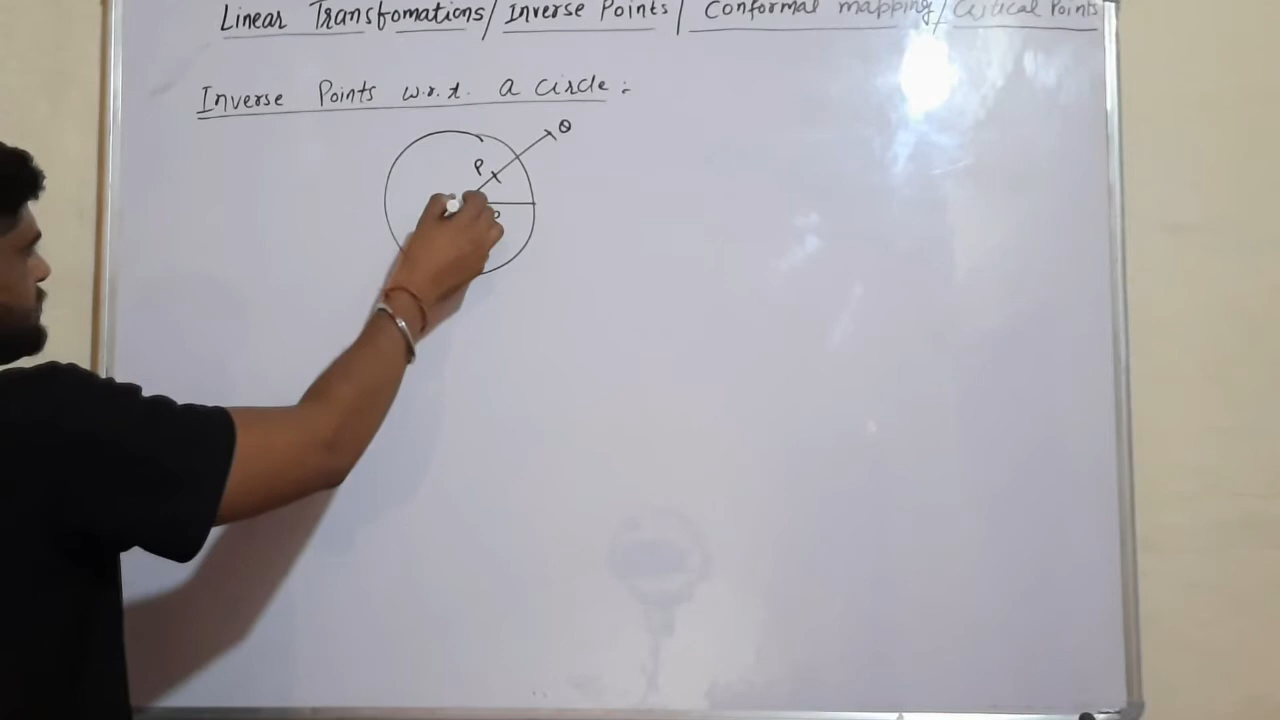 Linear Transfomations/ Inverse Points/ Conformal mapping/ Critical Points
Inverse Points w.r.t. a circle:
Q
P